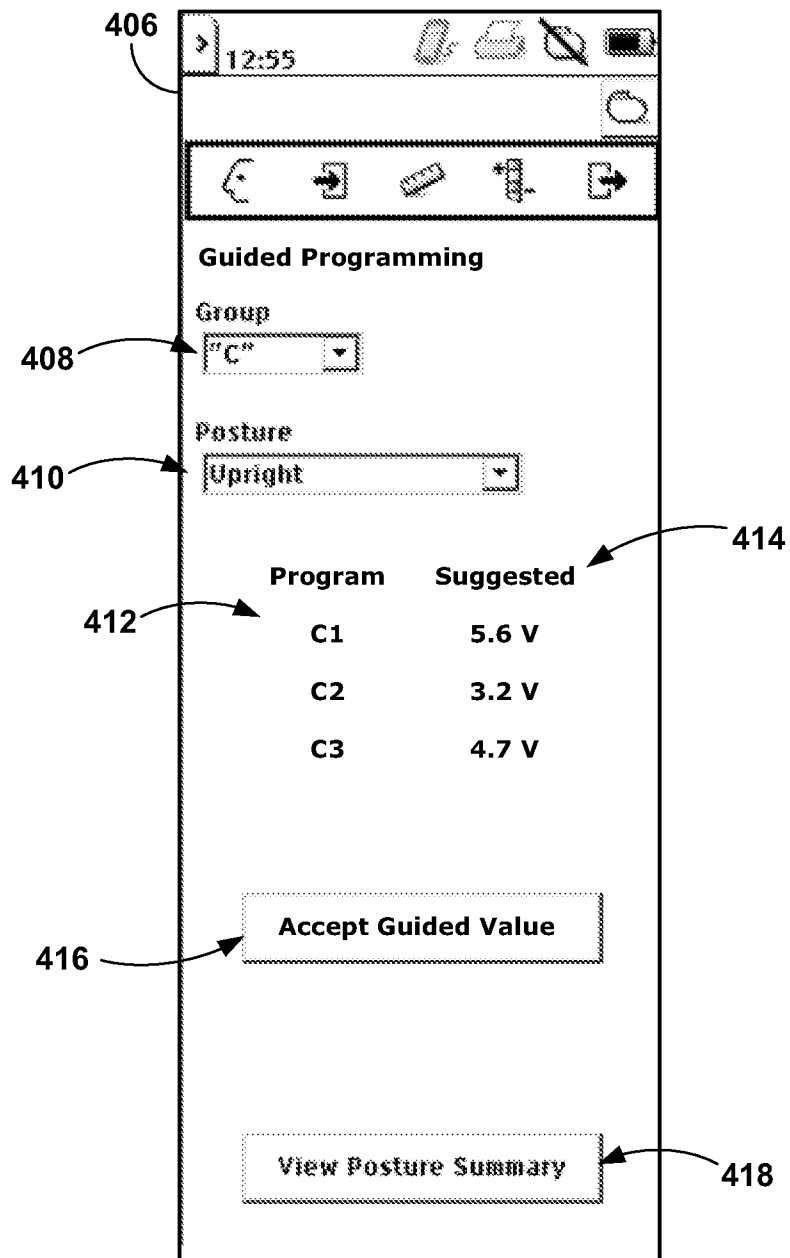 406
12:55
Guided Programming
Group
408
"C"
Posture
410
Upright
414
Program Suggested
412
C1 5.6 V
C2 3.2 V
C3 4.7 V
Accept Guided Value
416
View Posture Summary
418